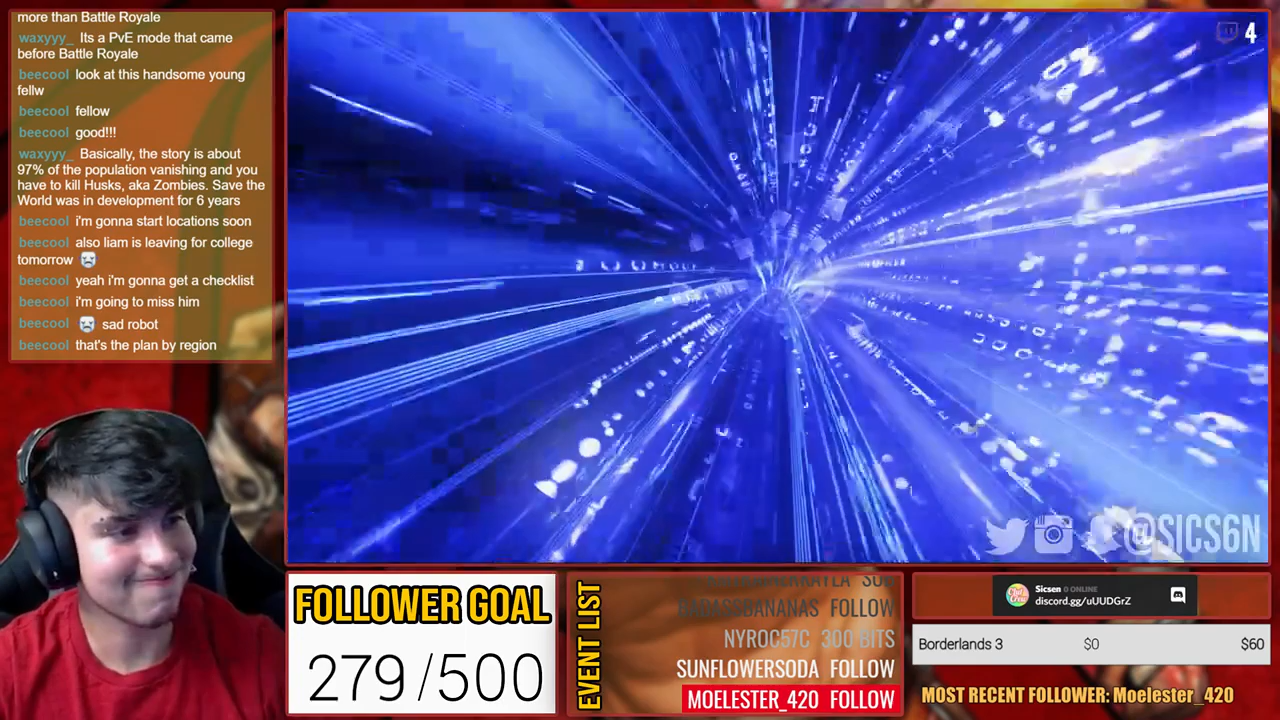 more than Battle Royale
waxyyy_ Its a PvE mode that came
before Battle Royale
beecool look at this handsome young
fellw
beecool fellow
beecool good!!!
waxyyy_ Basically, the story is about
97% of the population vanishing and you
have to kill Husks, aka Zombies. Save the
World was in development for 6 years
beecool i'm gonna start locations soon
beecool also liam is leaving for college
tomorrow
beecool yeah i'm gonna get a checklist
beecool i'm going to miss him
beecool sad robot
beecool that's the plan by region
4
@SICS6N
FOLLOWER GOAL
279/500
EVENT LIST
BADASSBANANAS FOLLOW
NYROC57C 300 BITS
SUNFLOWERSODA FOLLOW
MOELESTER_420 FOLLOW
Sicsen 0 ONLINE
discord.gg/uUUDGrZ
Borderlands 3 $0 $60
MOST RECENT FOLLOWER: Moelester_420